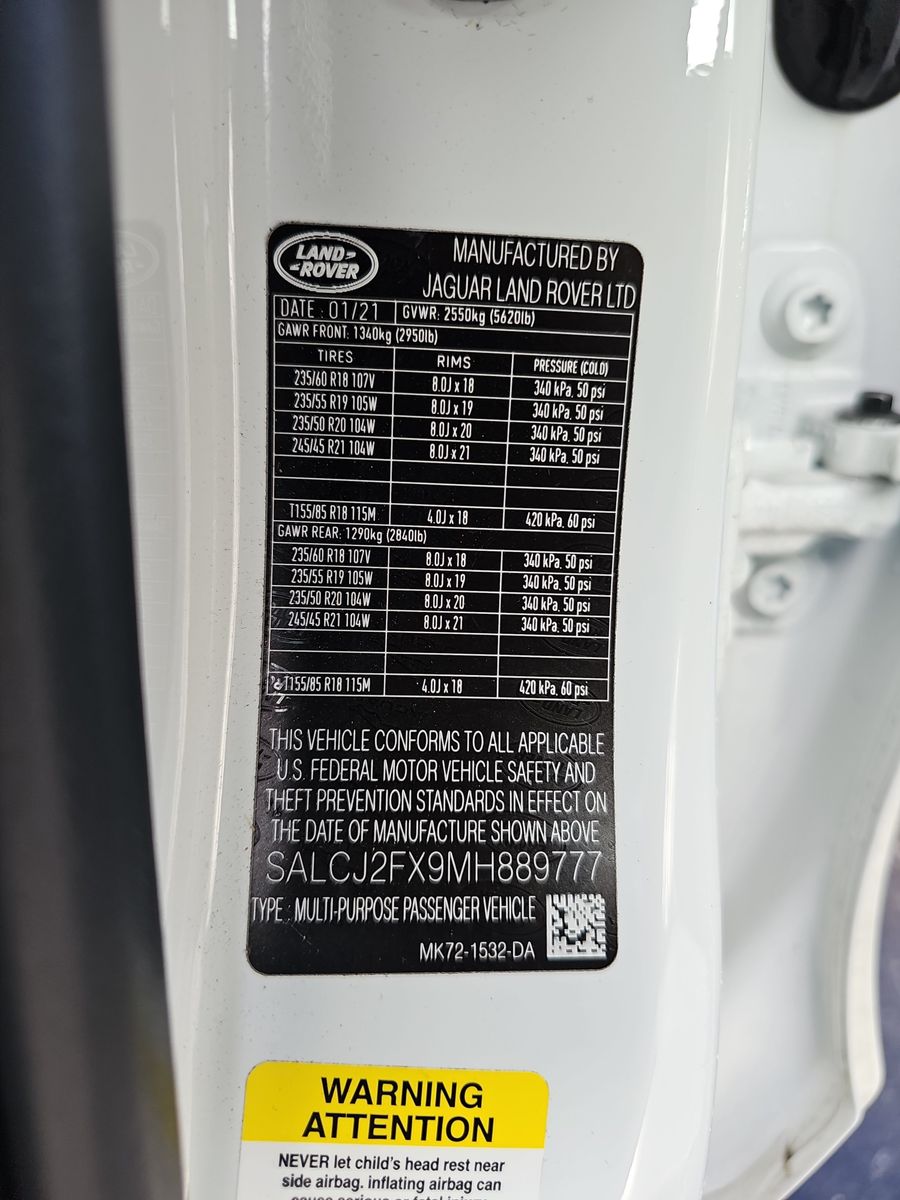 LAND ROVER
MANUFACTURED BY
JAGUAR LAND ROVER LTD
DATE : 01/21 GVWR: 2550kg (5620lb)
GAWR FRONT: 1340kg (2950lb)
TIRES RIMS PRESSURE (COLD)
235/60 R18 107V 8.0J x 18 340 kPa, 50 psi
235/55 R19 105W 8.0J x 19 340 kPa, 50 psi
235/50 R20 104W 8.0J x 20 340 kPa, 50 psi
245/45 R21 104W 8.0J x 21 340 kPa, 50 psi
T155/85 R18 115M 4.0J x 18 420 kPa, 60 psi
GAWR REAR: 1290kg (2840lb)
235/60 R18 107V 8.0J x 18 340 kPa, 50 psi
235/55 R19 105W 8.0J x 19 340 kPa, 50 psi
235/50 R20 104W 8.0J x 20 340 kPa, 50 psi
245/45 R21 104W 8.0J x 21 340 kPa, 50 psi
T155/85 R18 115M 4.0J x 18 420 kPa, 60 psi
THIS VEHICLE CONFORMS TO ALL APPLICABLE
U.S. FEDERAL MOTOR VEHICLE SAFETY AND
THEFT PREVENTION STANDARDS IN EFFECT ON
THE DATE OF MANUFACTURE SHOWN ABOVE
SALCJ2FX9MH889777
TYPE : MULTI-PURPOSE PASSENGER VEHICLE
MK72-1532-DA
WARNING
ATTENTION
NEVER let child's head rest near
side airbag. inflating airbag can
cause serious or fatal injury